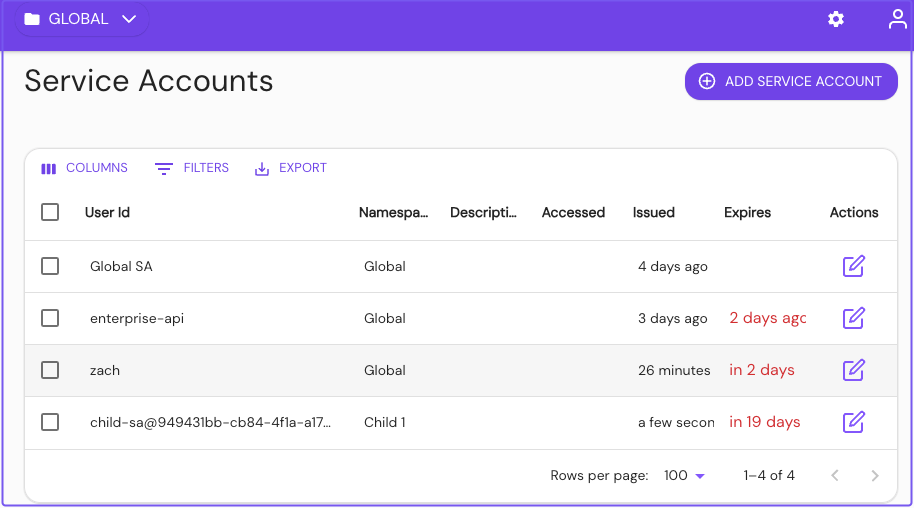 GLOBAL
Service Accounts
ADD SERVICE ACCOUNT
COLUMNS FILTERS EXPORT
User Id Namespa... Descripti... Accessed Issued Expires Actions
Global SA Global 4 days ago
enterprise-api Global 3 days ago 2 days ago
zach Global 26 minutes in 2 days
child-sa@949431bb-cb84-4f1a-a17... Child 1 a few secon in 19 days
Rows per page: 100 1–4 of 4